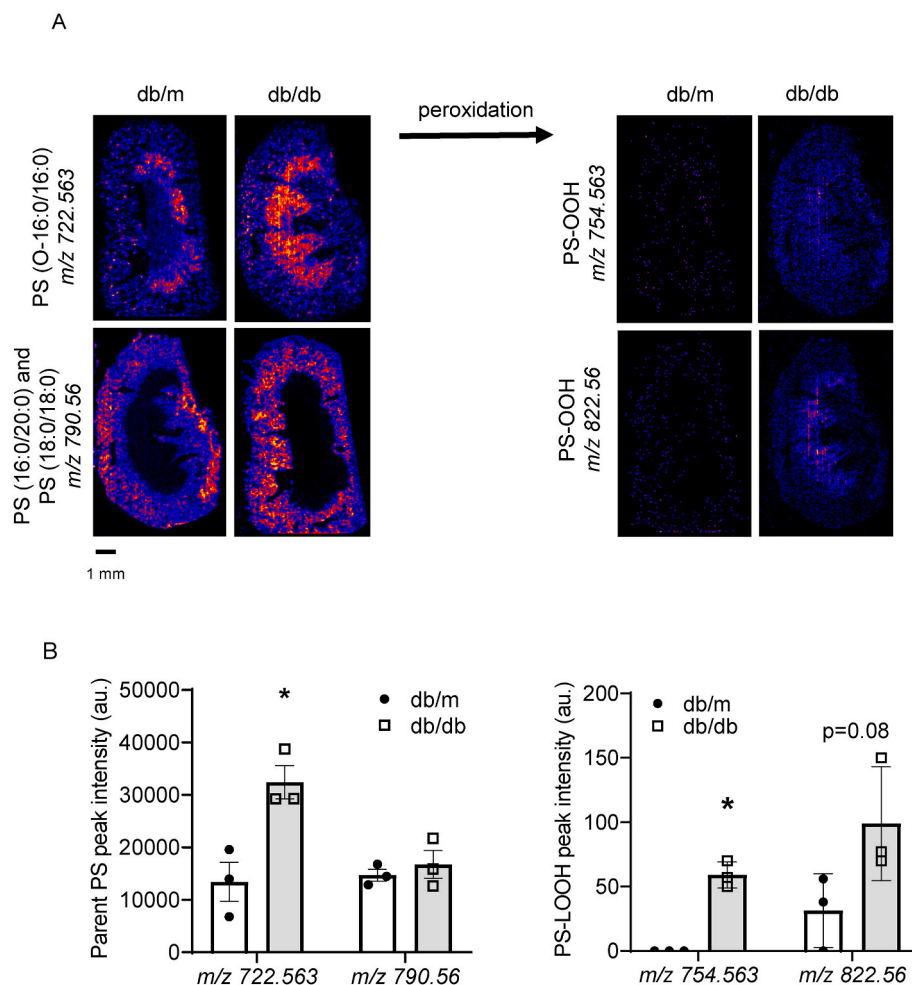 A
db/m
db/db
peroxidation
db/m
db/db
PS (O-16:0/16:0)
m/z 722.563
PS-OOH
m/z 754.563
PS (16:0/20:0) and
PS (18:0/18:0)
m/z 790.56
PS-OOH
m/z 822.56
1 mm
B
Parent PS peak intensity (au.)
50000
40000
30000
20000
10000
0
*
db/m
db/db
m/z 722.563
m/z 790.56
PS-LOOH peak intensity (au.)
200
150
100
50
0
db/m
db/db
*
p=0.08
m/z 754.563
m/z 822.56